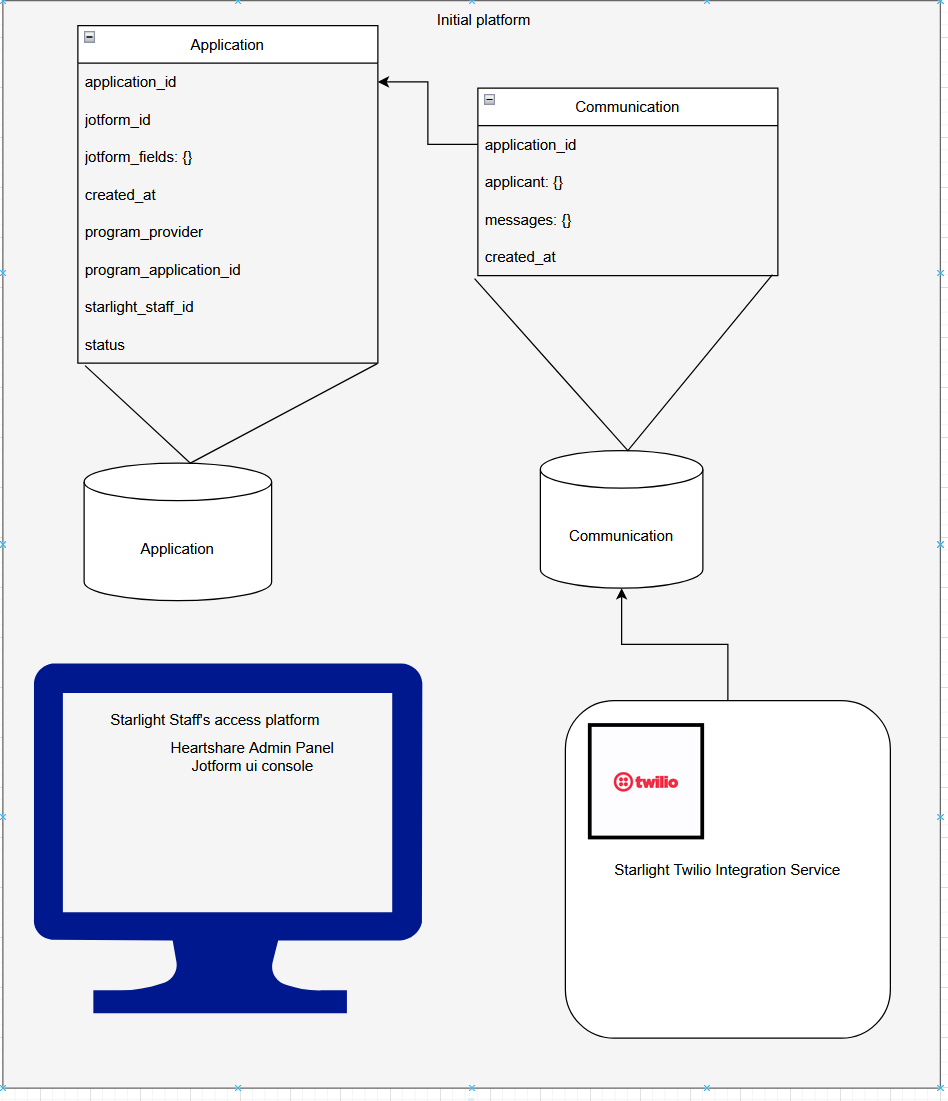 Initial platform
Application
application_id
jotform_id
jotform_fields: {}
created_at
program_provider
program_application_id
starlight_staff_id
status
Communication
application_id
applicant: {}
messages: {}
created_at
Application
Communication
Starlight Staff's access platform
Heartshare Admin Panel
Jotform ui console
twilio
Starlight Twilio Integration Service